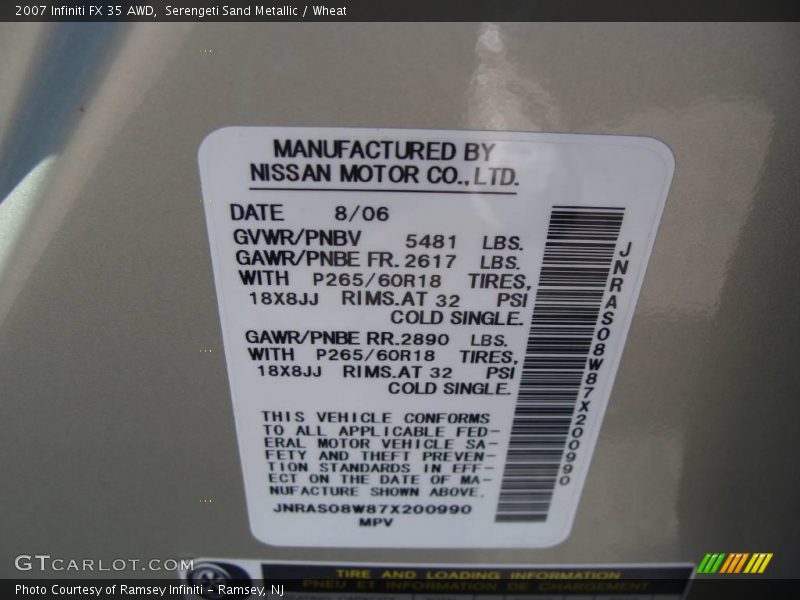 2007 Infiniti FX 35 AWD, Serengeti Sand Metallic / Wheat
MANUFACTURED BY
NISSAN MOTOR CO., LTD.
DATE 8/06
GVWR/PNBV 5481 LBS.
GAWR/PNBE FR. 2617 LBS.
WITH P265/60R18 TIRES,
18X8JJ RIMS. AT 32 PSI
COLD SINGLE.
GAWR/PNBE RR. 2890 LBS.
WITH P265/60R18 TIRES,
18X8JJ RIMS. AT 32 PSI
COLD SINGLE.
THIS VEHICLE CONFORMS
TO ALL APPLICABLE FED-
ERAL MOTOR VEHICLE SA-
FETY AND THEFT PREVEN-
TION STANDARDS IN EFF-
ECT ON THE DATE OF MA-
NUFACTURE SHOWN ABOVE.
JNRAS08W87X200990
MPV
JNRAS08W87X200990
TIRE AND LOADING INFORMATION
PNEU ET INFORMATION DE CHARGEMENT
GTCARLOT.COM
Photo Courtesy of Ramsey Infiniti - Ramsey, NJ